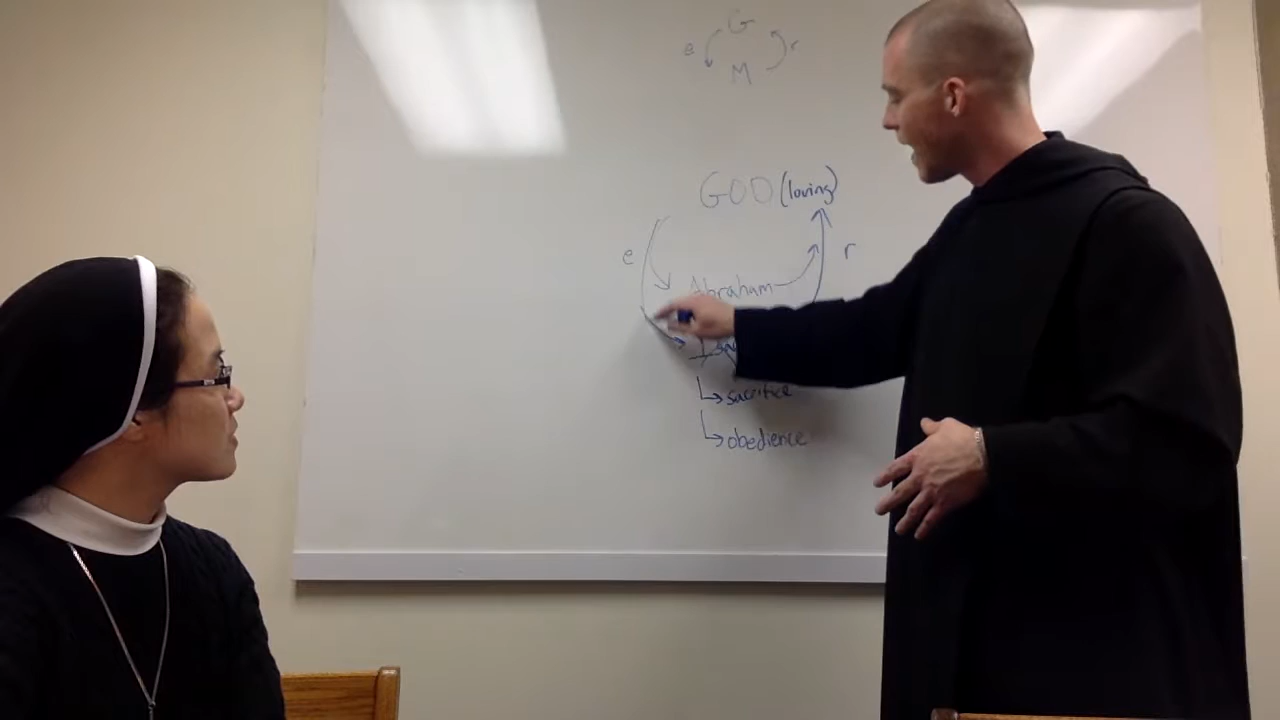 G
e r
M
GOD (loving)
e r
Abraham
↳ sacrifice
↳ obedience